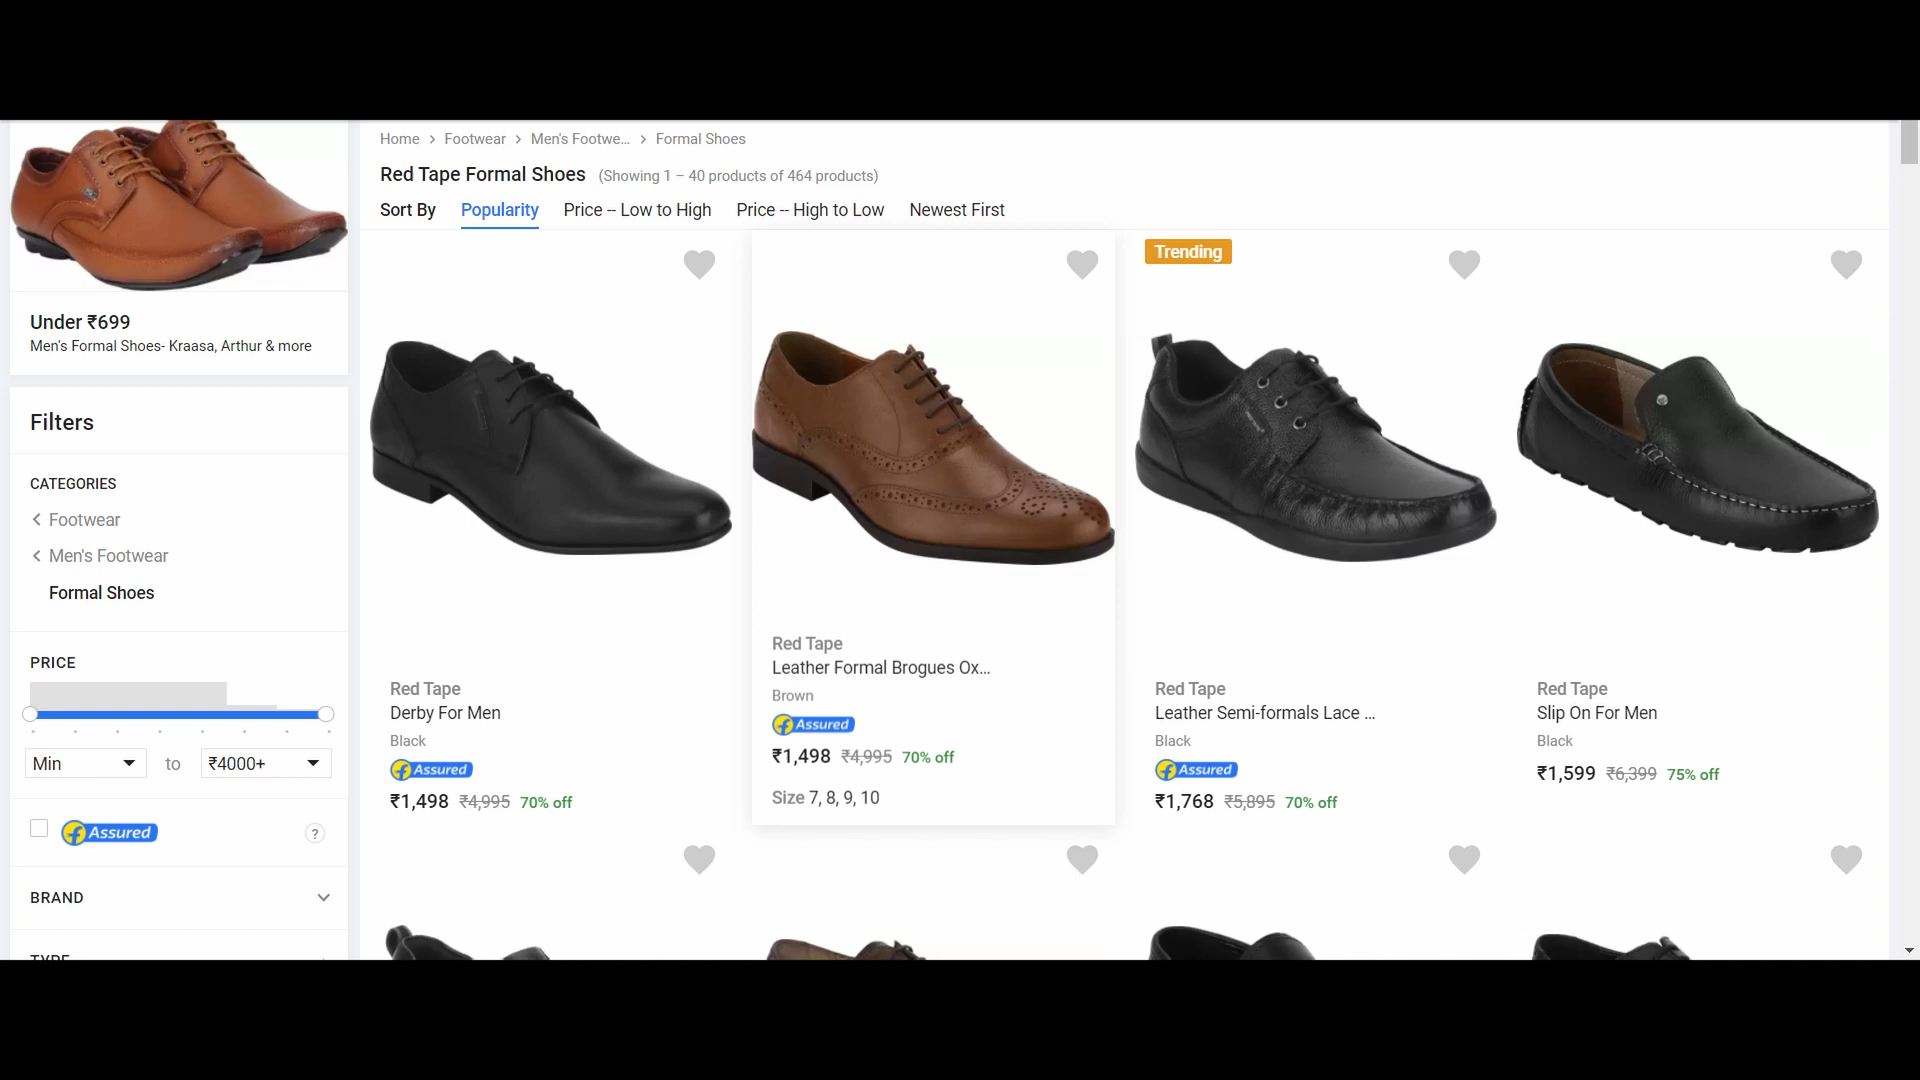 Home > Footwear > Men's Footwe... > Formal Shoes
Red Tape Formal Shoes (Showing 1 – 40 products of 464 products)
Sort By Popularity Price -- Low to High Price -- High to Low Newest First
Under ₹699
Men's Formal Shoes- Kraasa, Arthur & more
Filters
CATEGORIES
< Footwear
< Men's Footwear
Formal Shoes
PRICE
Min to ₹4000+
Assured ?
BRAND
TYPE
Red Tape
Derby For Men
Black
Assured
₹1,498 ₹4,995 70% off
Red Tape
Leather Formal Brogues Ox...
Brown
Assured
₹1,498 ₹4,995 70% off
Size 7, 8, 9, 10
Trending
Red Tape
Leather Semi-formals Lace ...
Black
Assured
₹1,768 ₹5,895 70% off
Red Tape
Slip On For Men
Black
₹1,599 ₹6,399 75% off